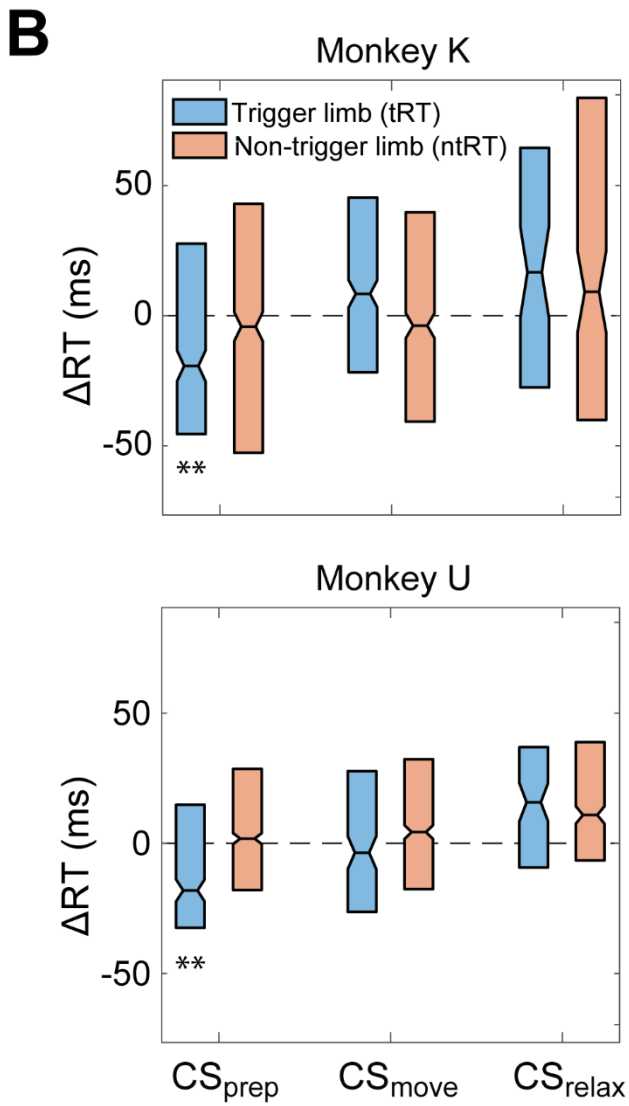 B
Monkey K
Trigger limb (tRT)
Non-trigger limb (ntRT)
ΔRT (ms)
50
0
-50
**
Monkey U
ΔRT (ms)
50
0
-50
**
CSprep CSmove CSrelax